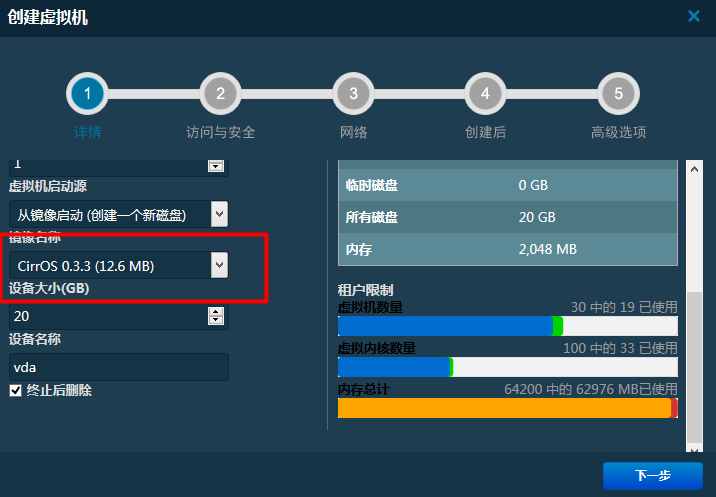 创建虚拟机
×
1
2
3
4
5
详情
访问与安全
网络
创建后
高级选项
1
虚拟机启动源
从镜像启动 (创建一个新磁盘)
镜像名称
CirrOS 0.3.3 (12.6 MB)
设备大小(GB)
20
设备名称
vda
终止后删除
临时磁盘 0 GB
所有磁盘 20 GB
内存 2,048 MB
租户限制
虚拟机数量 30 中的 19 已使用
虚拟内核数量 100 中的 33 已使用
内存总计 64200 中的 62976 MB已使用
下一步